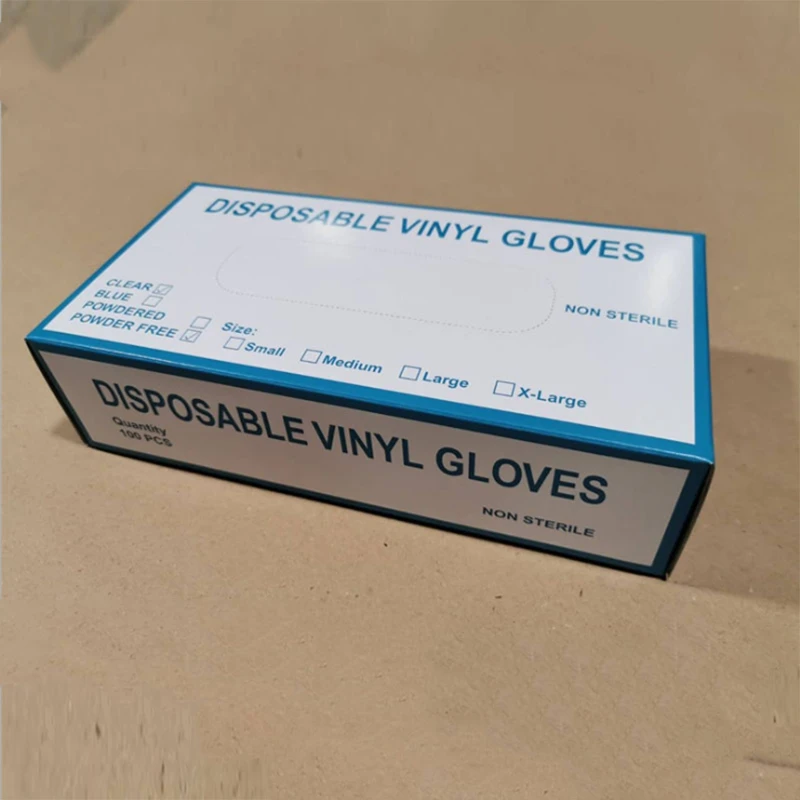 DISPOSABLE VINYL GLOVES
NON STERILE
CLEAR
BLUE
POWDERED
POWDER FREE
Size:
Small
Medium
Large
X-Large
DISPOSABLE VINYL GLOVES
Quantity
100 PCS
NON STERILE